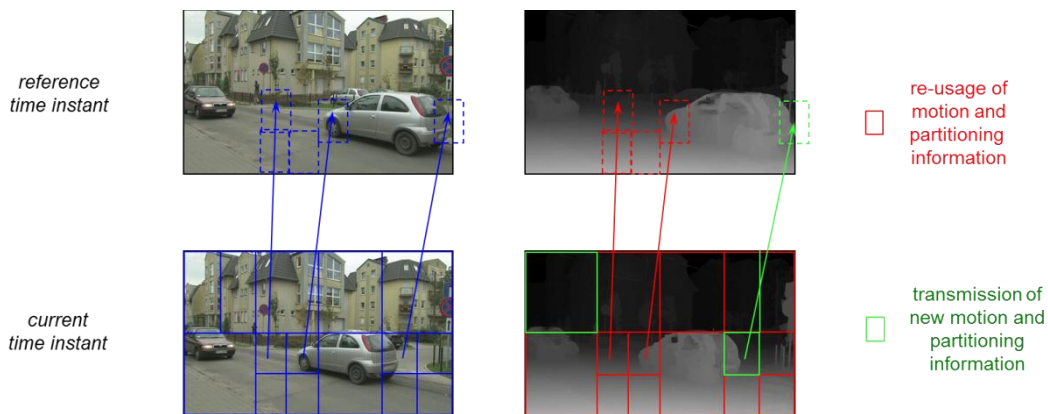 reference
time instant
re-usage of
motion and
partitioning
information
current
time instant
transmission of
new motion and
partitioning
information